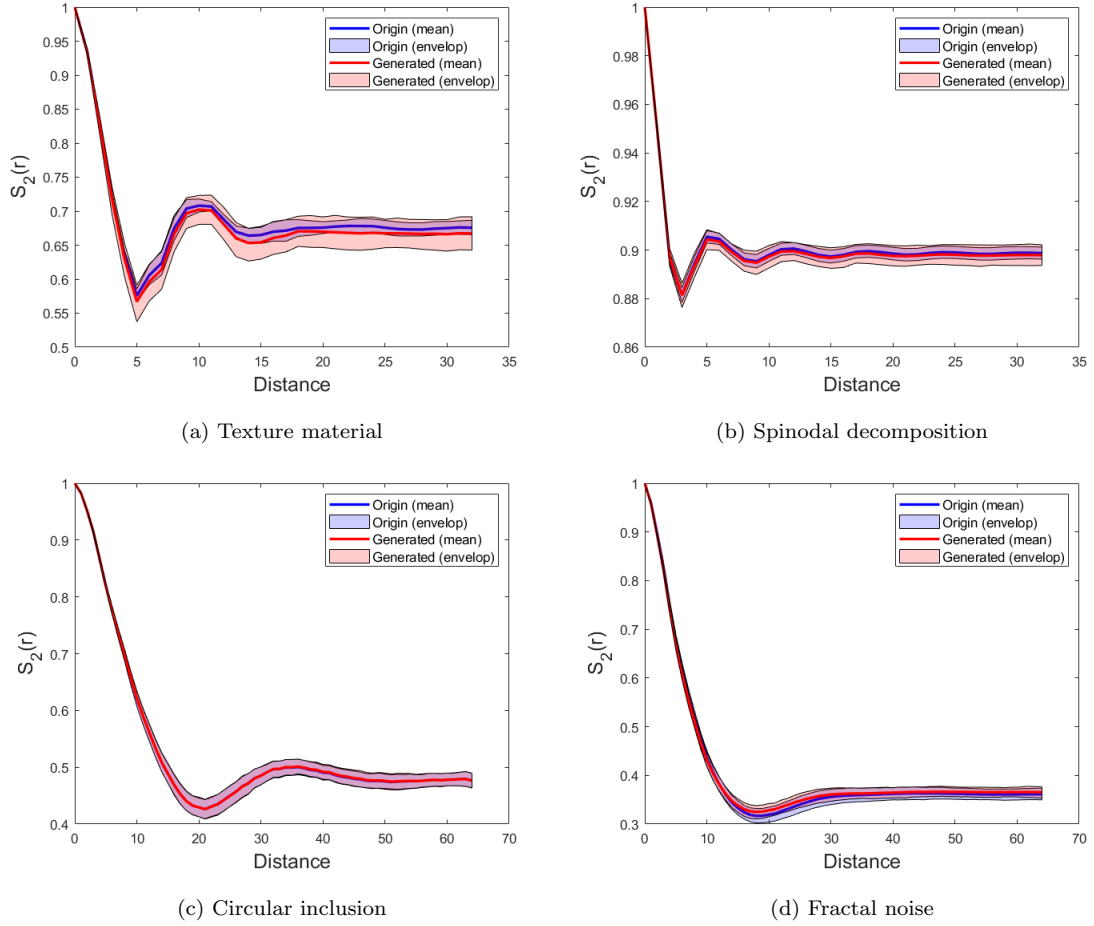 1
0.95
0.9
0.85
0.8
0.75
0.7
0.65
0.6
0.55
0.5
S2(r)
0 5 10 15 20 25 30 35
Distance
Origin (mean)
Origin (envelop)
Generated (mean)
Generated (envelop)
(a) Texture material
1
0.98
0.96
0.94
0.92
0.9
0.88
0.86
S2(r)
0 5 10 15 20 25 30 35
Distance
Origin (mean)
Origin (envelop)
Generated (mean)
Generated (envelop)
(b) Spinodal decomposition
1
0.9
0.8
0.7
0.6
0.5
0.4
S2(r)
0 10 20 30 40 50 60 70
Distance
Origin (mean)
Origin (envelop)
Generated (mean)
Generated (envelop)
(c) Circular inclusion
1
0.9
0.8
0.7
0.6
0.5
0.4
0.3
S2(r)
0 10 20 30 40 50 60 70
Distance
Origin (mean)
Origin (envelop)
Generated (mean)
Generated (envelop)
(d) Fractal noise